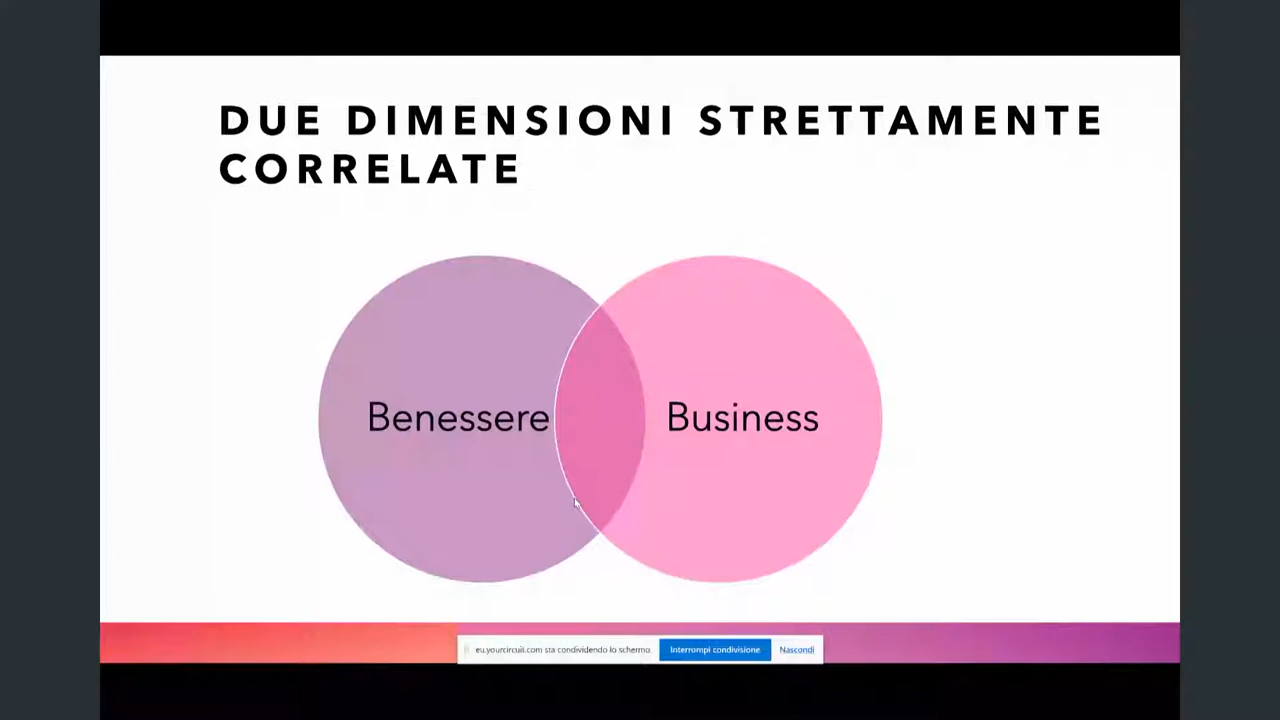 DUE DIMENSIONI STRETTAMENTE
CORRELATE
Benessere
Business
eu.yourcircuit.com sta condividendo lo schermo.
Interrompi condivisione
Nascondi